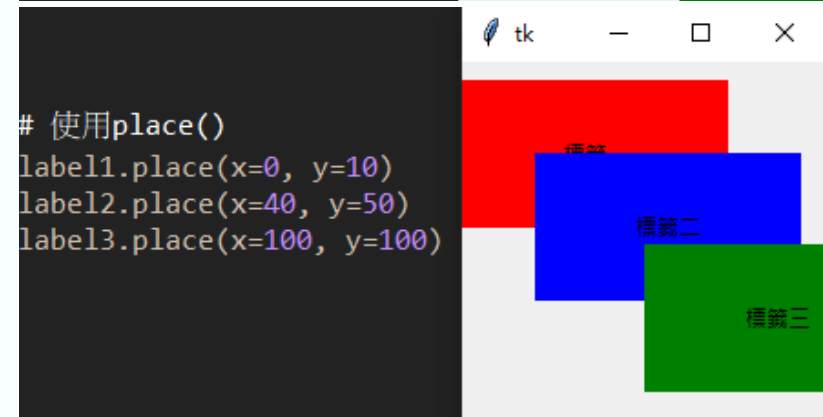 tk
# 使用place()
label1.place(x=0, y=10)
label2.place(x=40, y=50)
label3.place(x=100, y=100)
標籤二
標籤三